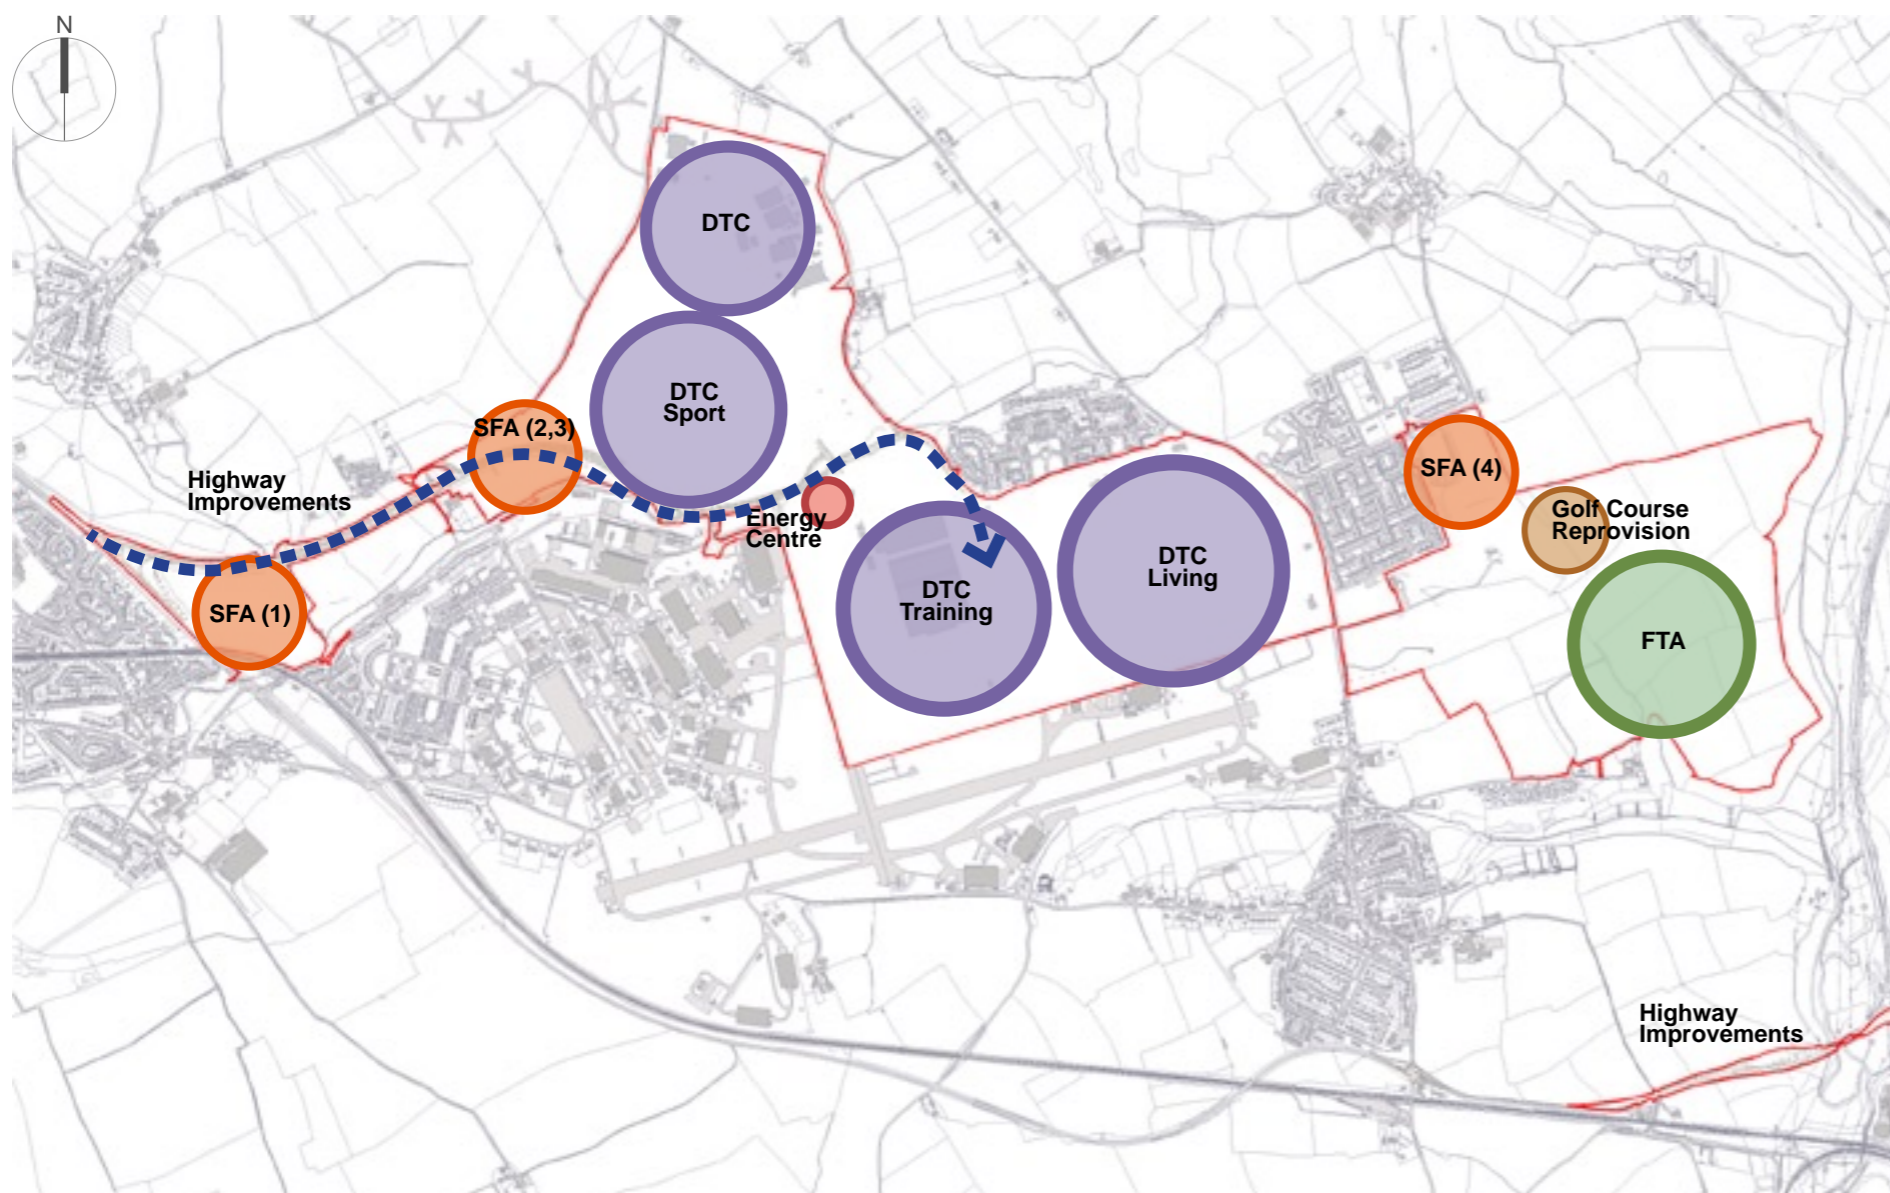 N
DTC
DTC
Sport
SFA (2,3)
Highway
Improvements
SFA (4)
Energy
Centre
Golf Course
Reprovision
DTC
Living
DTC
Training
SFA (1)
FTA
Highway
Improvements